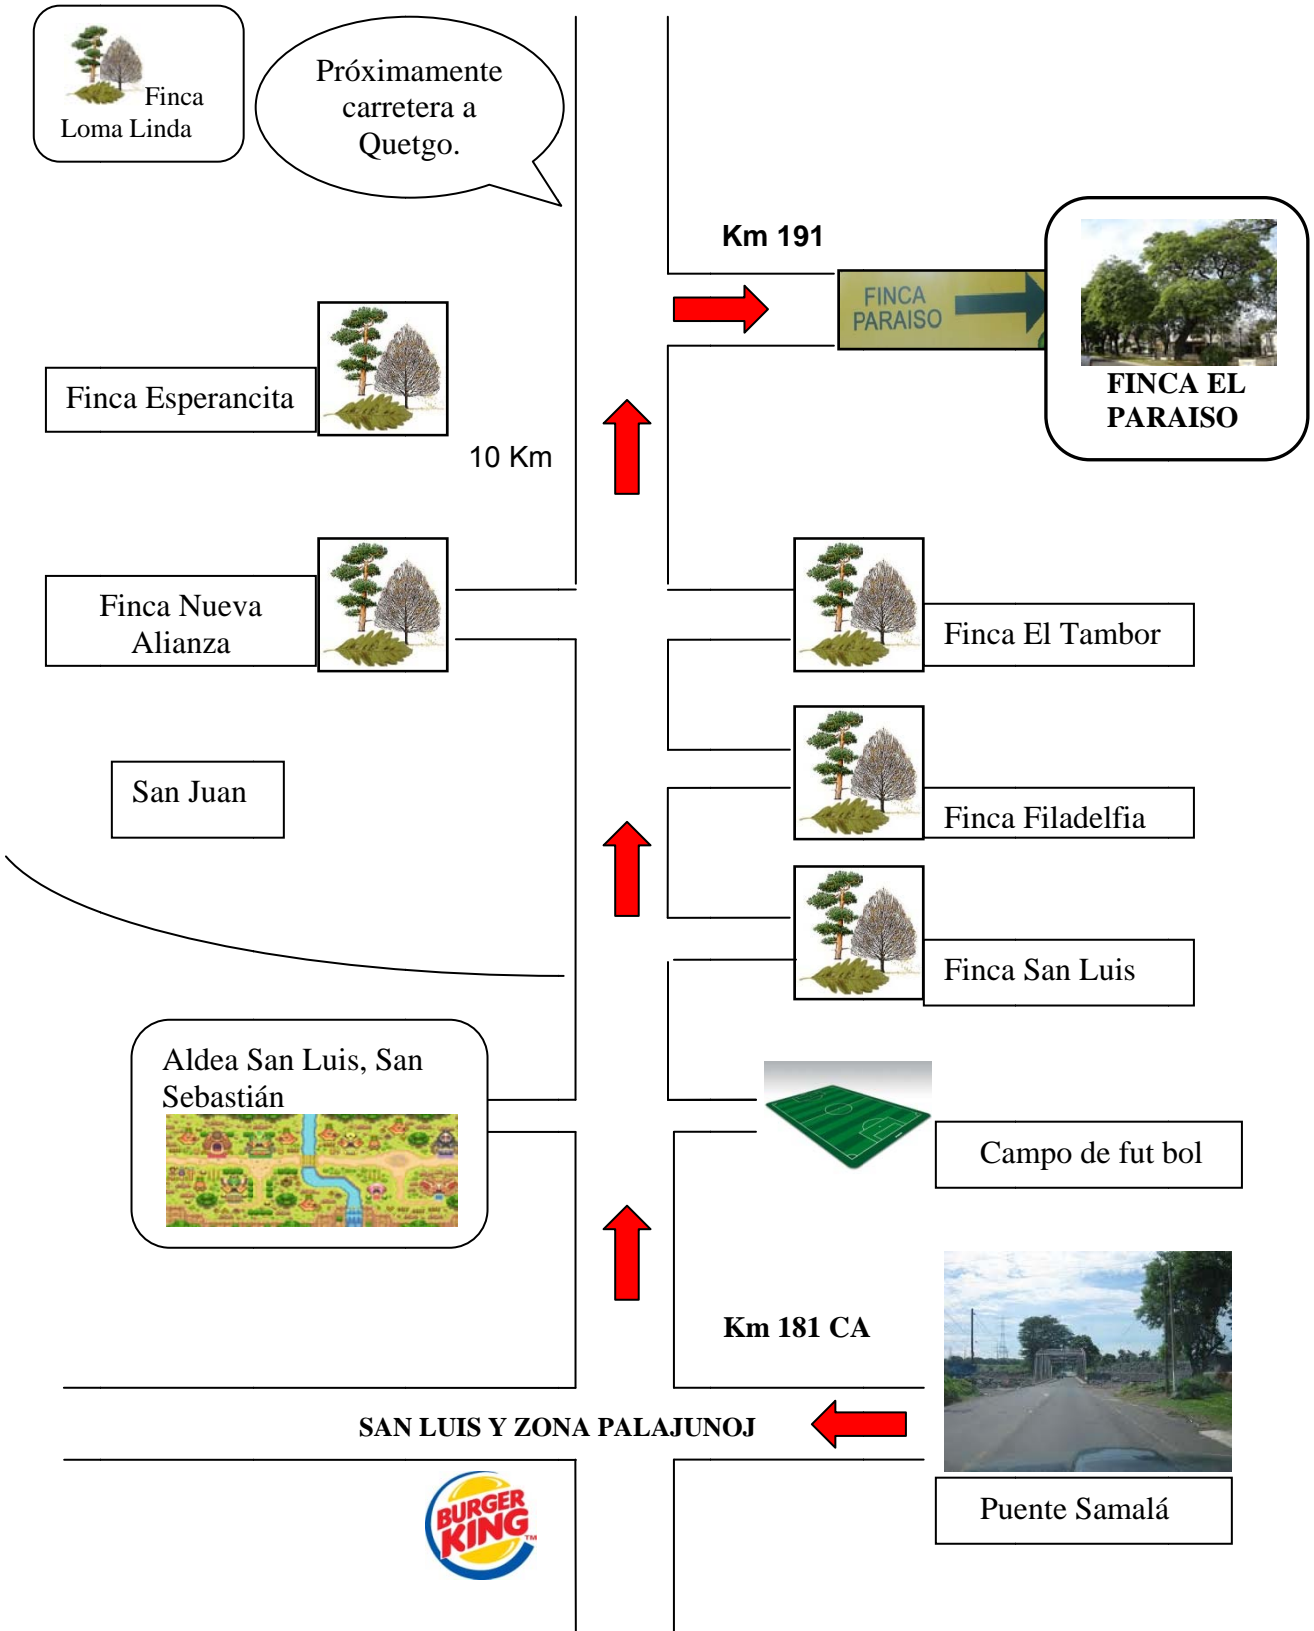 Finca
Loma Linda
Próximamente
carretera a
Quetgo.
Km 191
FINCA
PARAISO
FINCA EL
PARAISO
Finca Esperancita
10 Km
Finca Nueva
Alianza
Finca El Tambor
San Juan
Finca Filadelfia
Finca San Luis
Aldea San Luis, San
Sebastián
Campo de fut bol
Km 181 CA
SAN LUIS Y ZONA PALAJUNOJ
BURGER
KING
TM
Puente Samalá